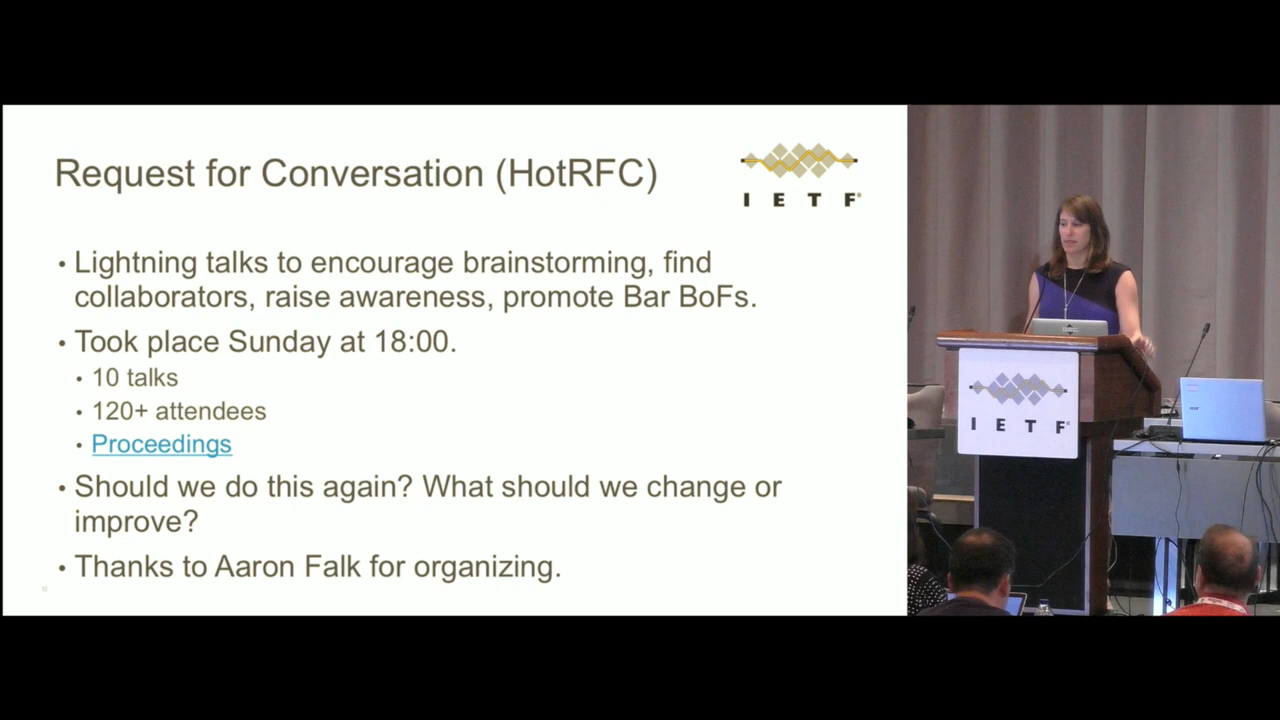 Request for Conversation (HotRFC)
I E T F®
• Lightning talks to encourage brainstorming, find
collaborators, raise awareness, promote Bar BoFs.
• Took place Sunday at 18:00.
• 10 talks
• 120+ attendees
• Proceedings
• Should we do this again? What should we change or
improve?
• Thanks to Aaron Falk for organizing.
I E T F®